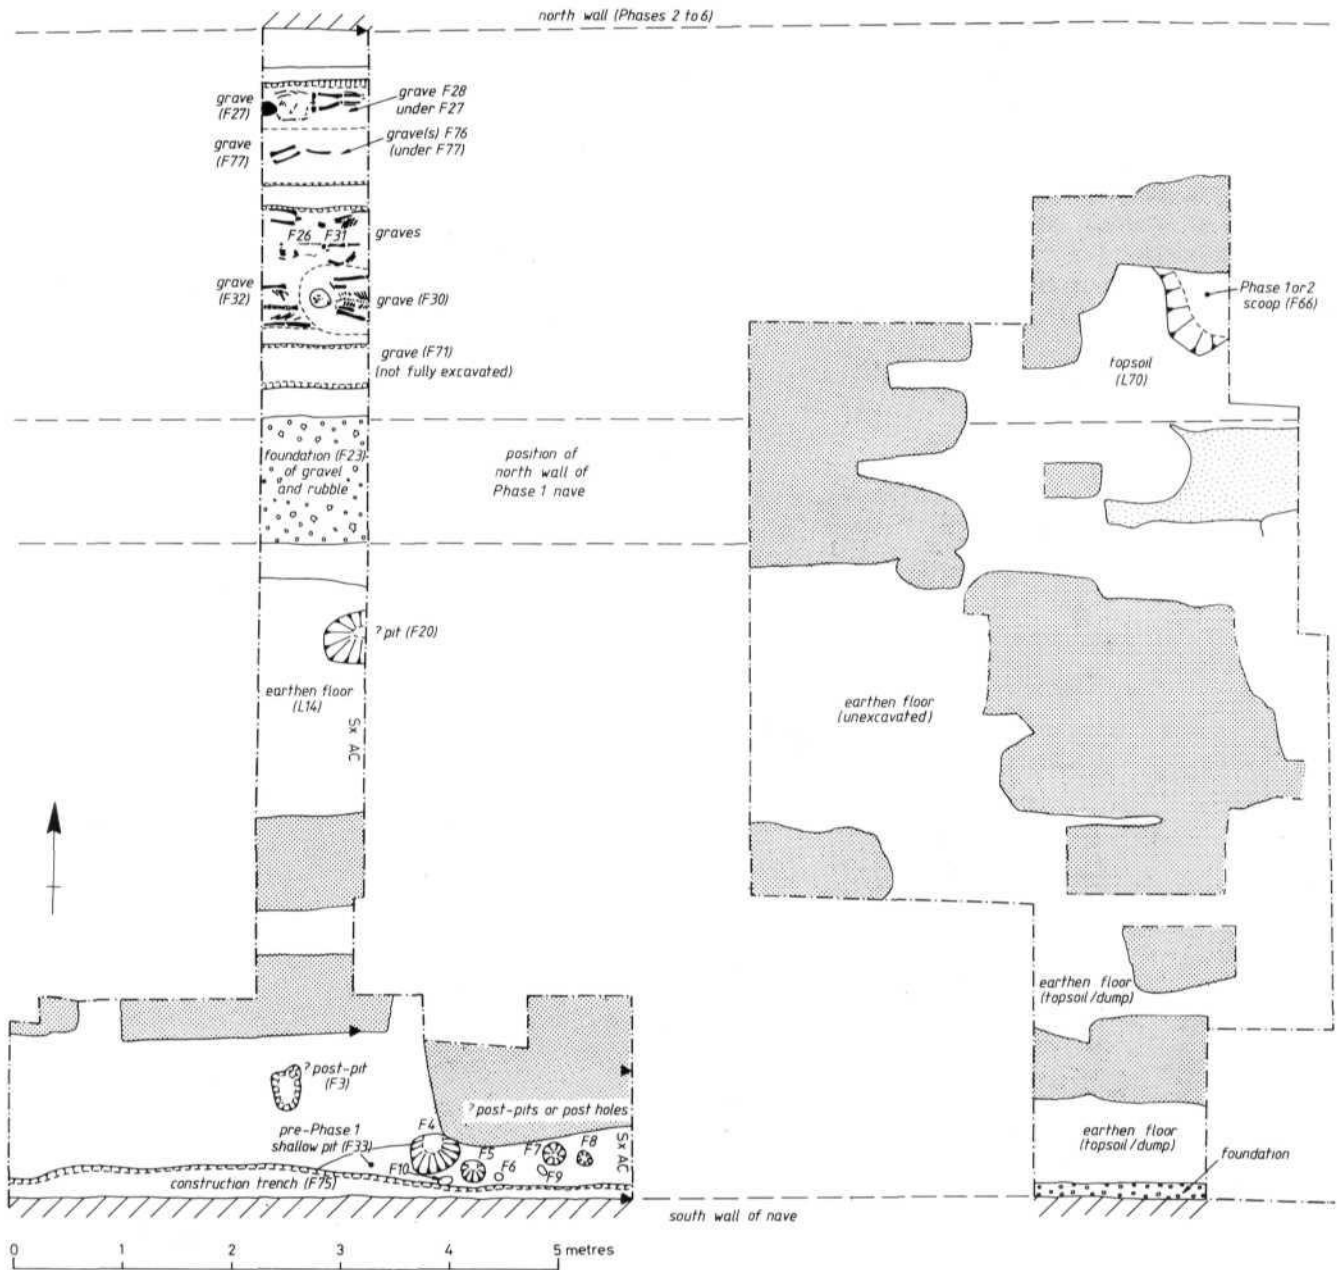 north wall (Phases 2 to 6)
grave
(F27)
grave F28
under F27
grave
(F77)
grave(s) F76
(under F77)
F26 F31
graves
grave
(F32)
grave (F30)
grave (F71)
(not fully excavated)
Phase 1 or 2
scoop (F66)
topsoil
(L70)
foundation (F23)
of gravel
and rubble
position of
north wall of
Phase 1 nave
? pit (F20)
earthen floor
(L14)
Sx AC
earthen floor
(unexcavated)
earthen floor
(topsoil/dump)
? post-pit
(F3)
? post-pits or post holes
pre-Phase 1
shallow pit (F33)
F4
F5
F6
F7
F8
F9
F10
Sx AC
construction trench (F75)
earthen floor
(topsoil/dump)
foundation
south wall of nave
0 1 2 3 4 5 metres